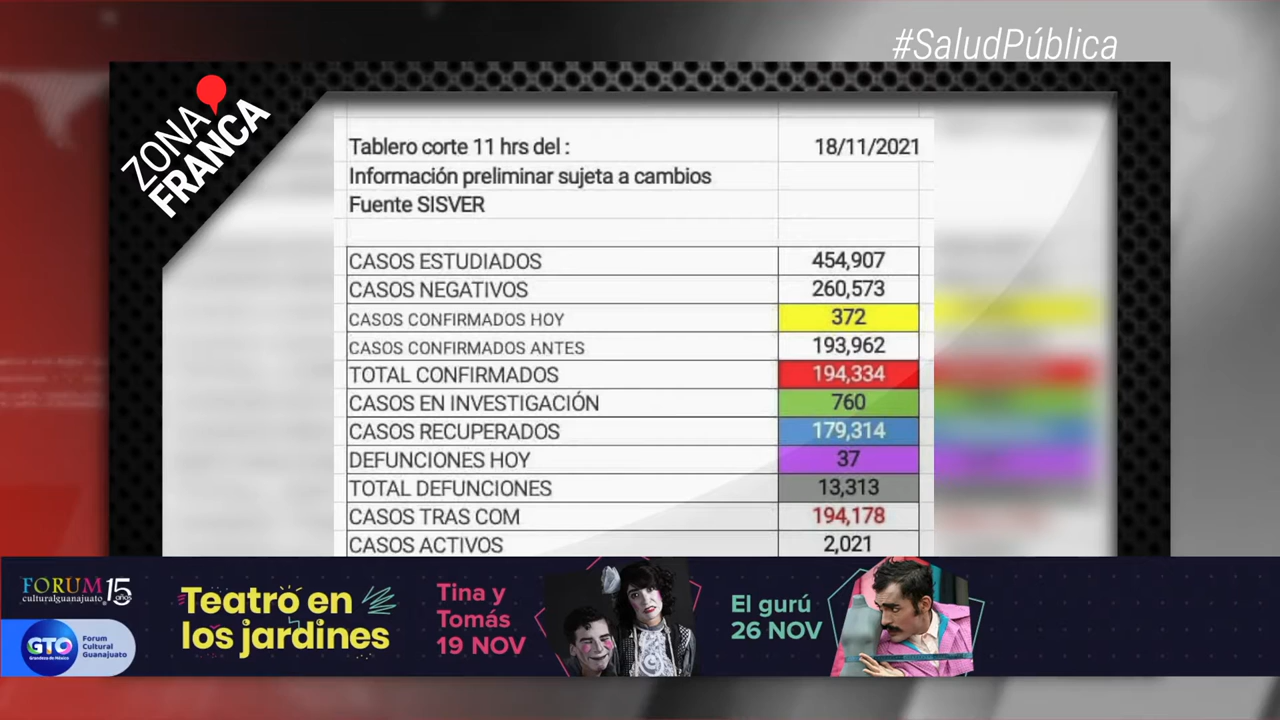 #SaludPública
ZONA
FRANCA
Tablero corte 11 hrs del : 18/11/2021
Información preliminar sujeta a cambios
Fuente SISVER
CASOS ESTUDIADOS 454,907
CASOS NEGATIVOS 260,573
CASOS CONFIRMADOS HOY 372
CASOS CONFIRMADOS ANTES 193,962
TOTAL CONFIRMADOS 194,334
CASOS EN INVESTIGACIÓN 760
CASOS RECUPERADOS 179,314
DEFUNCIONES HOY 37
TOTAL DEFUNCIONES 13,313
CASOS TRAS COM 194,178
CASOS ACTIVOS 2,021
FORUM 15
culturalguanajuato. años
GTO
Grandeza de México
Forum
Cultural
Guanajuato
Teatro en
los jardines
Tina y
Tomás
19 NOV
El gurú
26 NOV